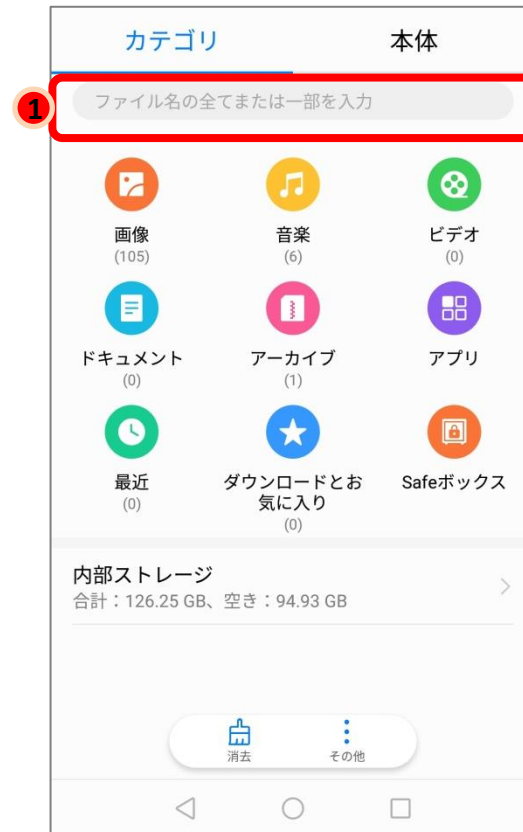 カテゴリ 本体
1 ファイル名の全てまたは一部を入力
画像 音楽 ビデオ
(105) (6) (0)
ドキュメント アーカイブ アプリ
(0) (1)
最近 ダウンロードとお Safeボックス
(0) 気に入り
(0)
内部ストレージ
合計：126.25 GB、空き：94.93 GB
消去 その他